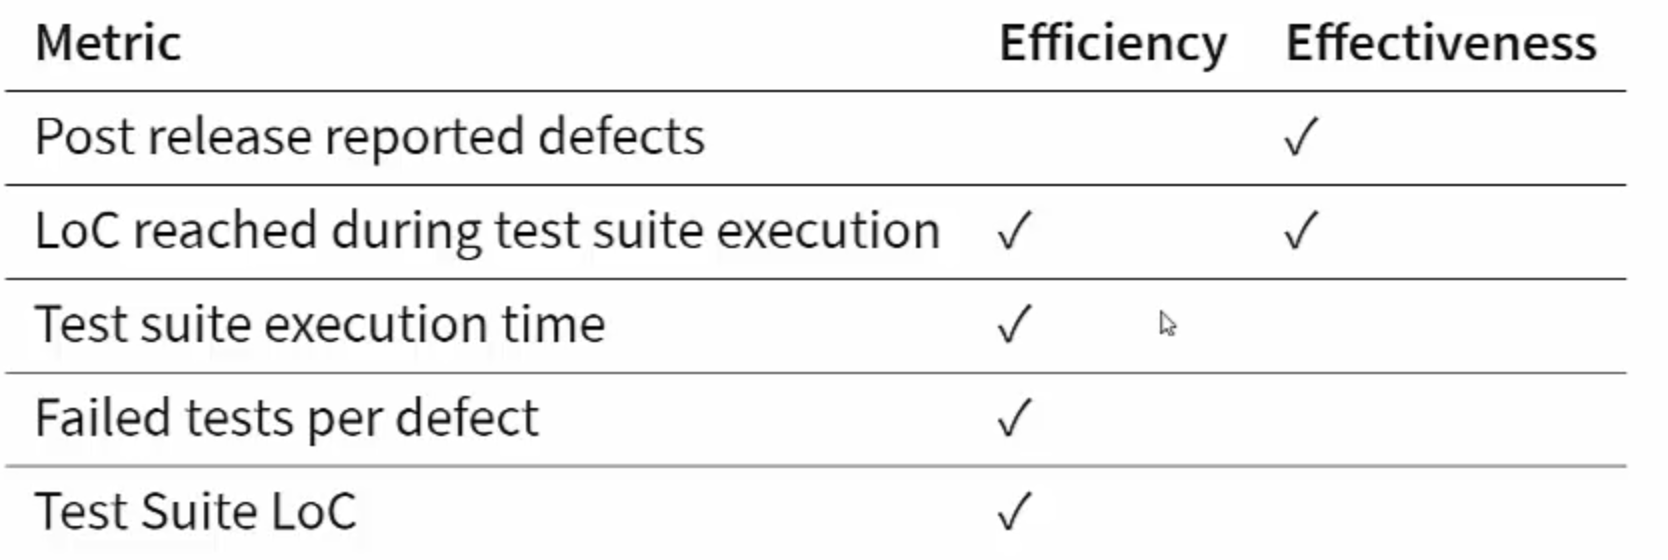 Metric Efficiency Effectiveness
Post release reported defects ✓
LoC reached during test suite execution ✓ ✓
Test suite execution time ✓
Failed tests per defect ✓
Test Suite LoC ✓